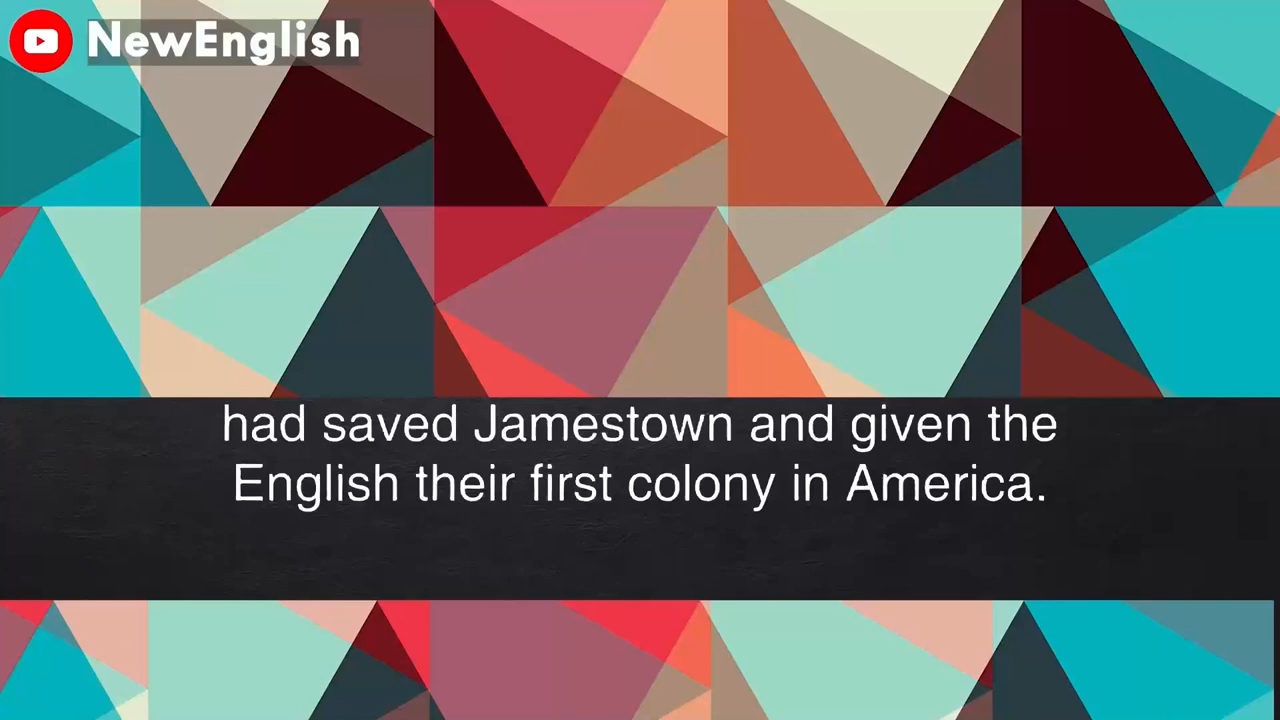 NewEnglish
had saved Jamestown and given the
English their first colony in America.